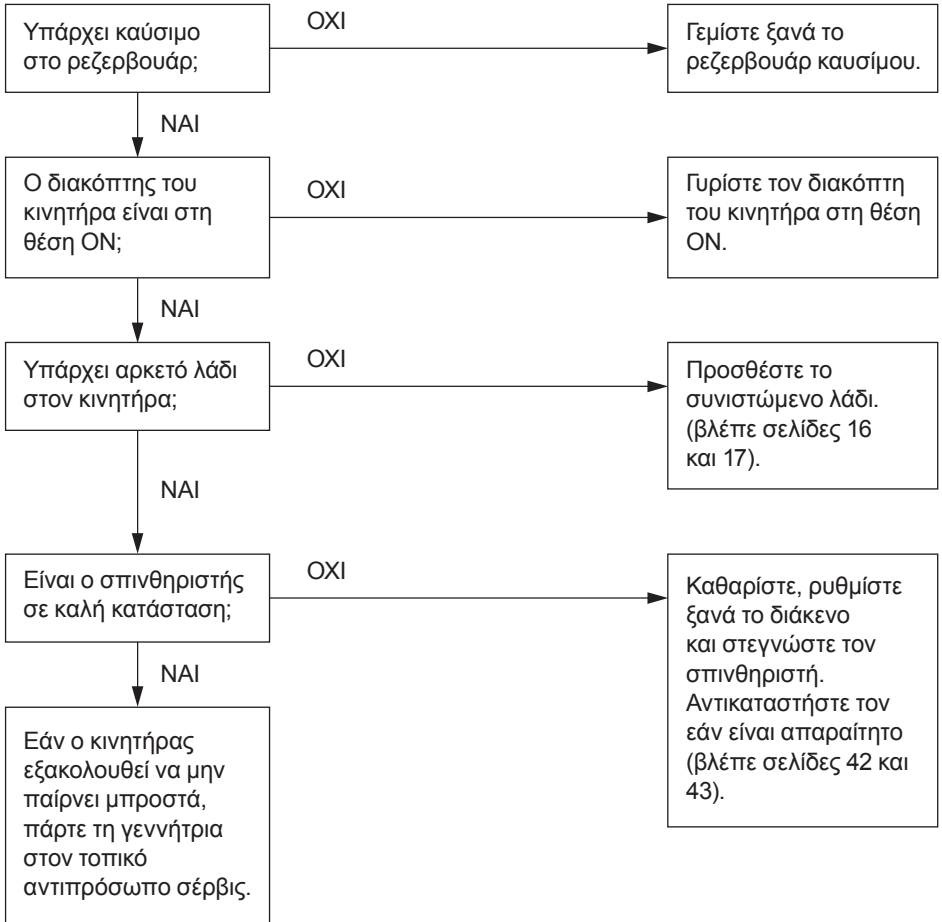 Υπάρχει καύσιμο
στο ρεζερβουάρ;
ΟΧΙ
Γεμίστε ξανά το
ρεζερβουάρ καυσίμου.
ΝΑΙ
Ο διακόπτης του
κινητήρα είναι στη
θέση ΟΝ;
ΟΧΙ
Γυρίστε τον διακόπτη
του κινητήρα στη θέση
ΟΝ.
ΝΑΙ
Υπάρχει αρκετό λάδι
στον κινητήρα;
ΟΧΙ
Προσθέστε το
συνιστώμενο λάδι.
(βλέπε σελίδες 16
και 17).
ΝΑΙ
Είναι ο σπινθηριστής
σε καλή κατάσταση;
ΟΧΙ
Καθαρίστε, ρυθμίστε
ξανά το διάκενο
και στεγνώστε τον
σπινθηριστή.
Αντικαταστήστε τον
εάν είναι απαραίτητο
(βλέπε σελίδες 42 και
43).
ΝΑΙ
Εάν ο κινητήρας
εξακολουθεί να μην
παίρνει μπροστά,
πάρτε τη γεννήτρια
στον τοπικό
αντιπρόσωπο σέρβις.